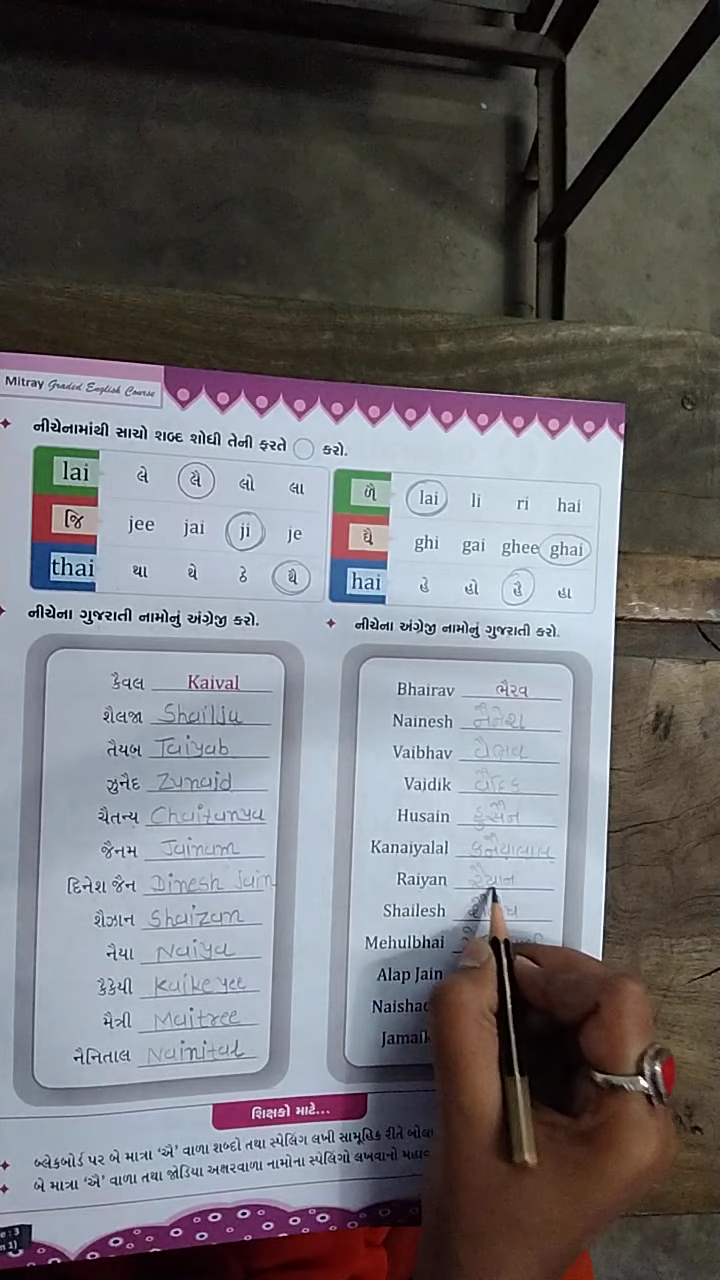 Mitray Graded English Course
નીચેનામાંથી સાચો શબ્દ શોધી તેની ફરતે કરો.
lai લે લૈ લો લા
જિ jee jai ji je
thai થા થે ઠે થૈ
ળૈ lai li ri hai
ઘૈ ghi gai ghee ghai
hai હે હો હૈ હા
નીચેના ગુજરાતી નામોનું અંગ્રેજી કરો.
કૈવલ Kaival
શૈલજા Shailja
તૈયબ Taiyab
ઝુનૈદ Zunaid
ચૈતન્ય Chaitanya
જૈનમ Jainam
દિનેશ જૈન Dinesh Jain
શૈઝાન Shaizan
નૈયા Naiya
કૈકેયી Kaikeyee
મૈત્રી Maitree
નૈનિતાલ Nainital
નીચેના અંગ્રેજી નામોનું ગુજરાતી કરો.
Bhairav ભૈરવ
Nainesh નૈનેશ
Vaibhav વૈભવ
Vaidik વૈદિક
Husain હુસૈન
Kanaiyalal કનૈયાલાલ
Raiyan રૈયાન
Shailesh
Mehulbhai
Alap Jain
શિક્ષકો માટે...
બ્લેકબોર્ડ પર બે માત્રા ‘ઐ’ વાળા શબ્દો તથા સ્પેલિંગ લખી સામૂહિક રીતે
બે માત્રા ‘ઐ’ વાળા તથા જોડિયા અક્ષરવાળા નામોના સ્પેલિંગો લખવાનો